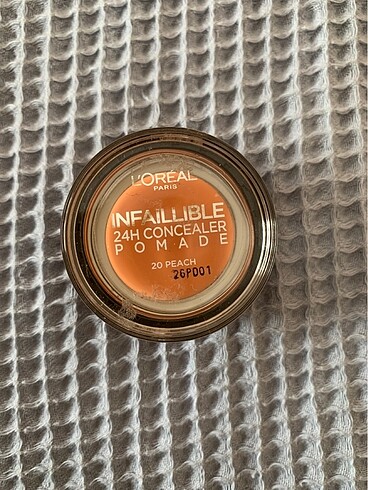 L'ORÉAL
PARIS
INFAILLIBLE
24H CONCEALER
POMADE
20 PEACH
26P001